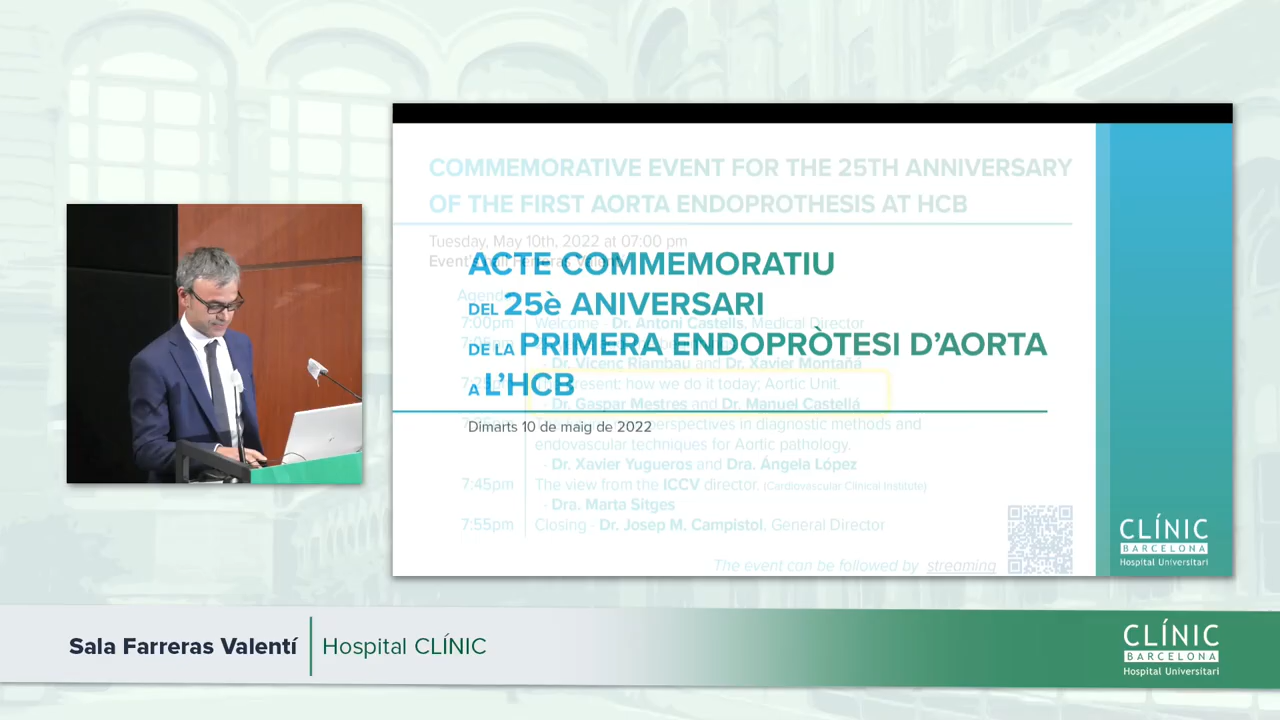 COMMEMORATIVE EVENT FOR THE 25TH ANNIVERSARY
OF THE FIRST AORTA ENDOPROTHESIS AT HCB
Tuesday, May 10th, 2022 at 07:00 pm
ACTE COMMEMORATIU
DEL 25è ANIVERSARI
DE LA PRIMERA ENDOPRÒTESI D'AORTA
A L'HCB
Dimarts 10 de maig de 2022
7:00pm Welcome - Dr. Antoni Castells, Medical Director
- Dr. Vicenç Riambau and Dr. Xavier Montañá
present: how we do it today; Aortic Unit.
- Dr. Gaspar Mestres and Dr. Manuel Castellá
perspectives in diagnostic methods and
endovascular techniques for Aortic pathology.
- Dr. Xavier Yugueros and Dra. Ángela López
7:45pm The view from the ICCV director. (Cardiovascular Clinical Institute)
- Dra. Marta Sitges
7:55pm Closing - Dr. Josep M. Campistol, General Director
The event can be followed by streaming
CLÍNIC
BARCELONA
Hospital Universitari
Sala Farreras Valentí
Hospital CLÍNIC
CLÍNIC
BARCELONA
Hospital Universitari